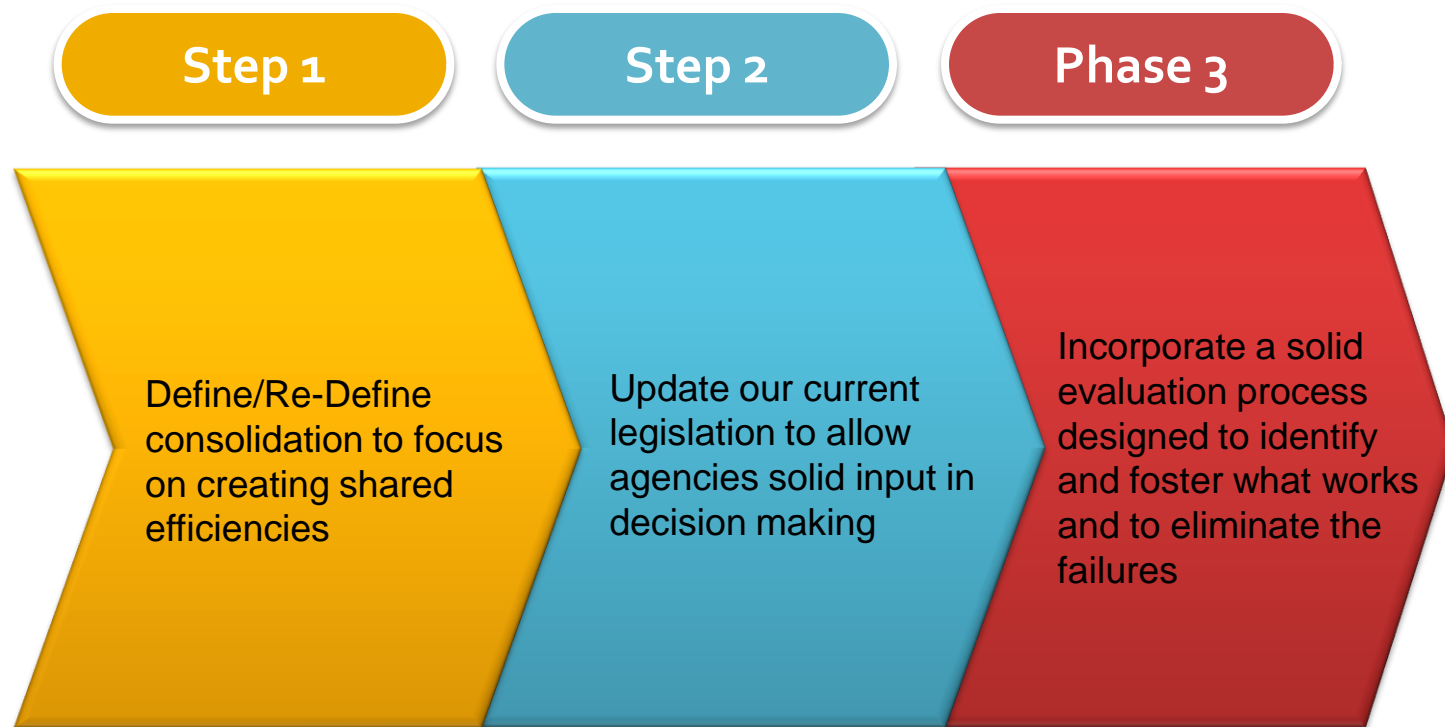 Step 1
Step 2
Phase 3
Define/Re-Define
consolidation to focus
on creating shared
efficiencies
Update our current
legislation to allow
agencies solid input in
decision making
Incorporate a solid
evaluation process
designed to identify
and foster what works
and to eliminate the
failures